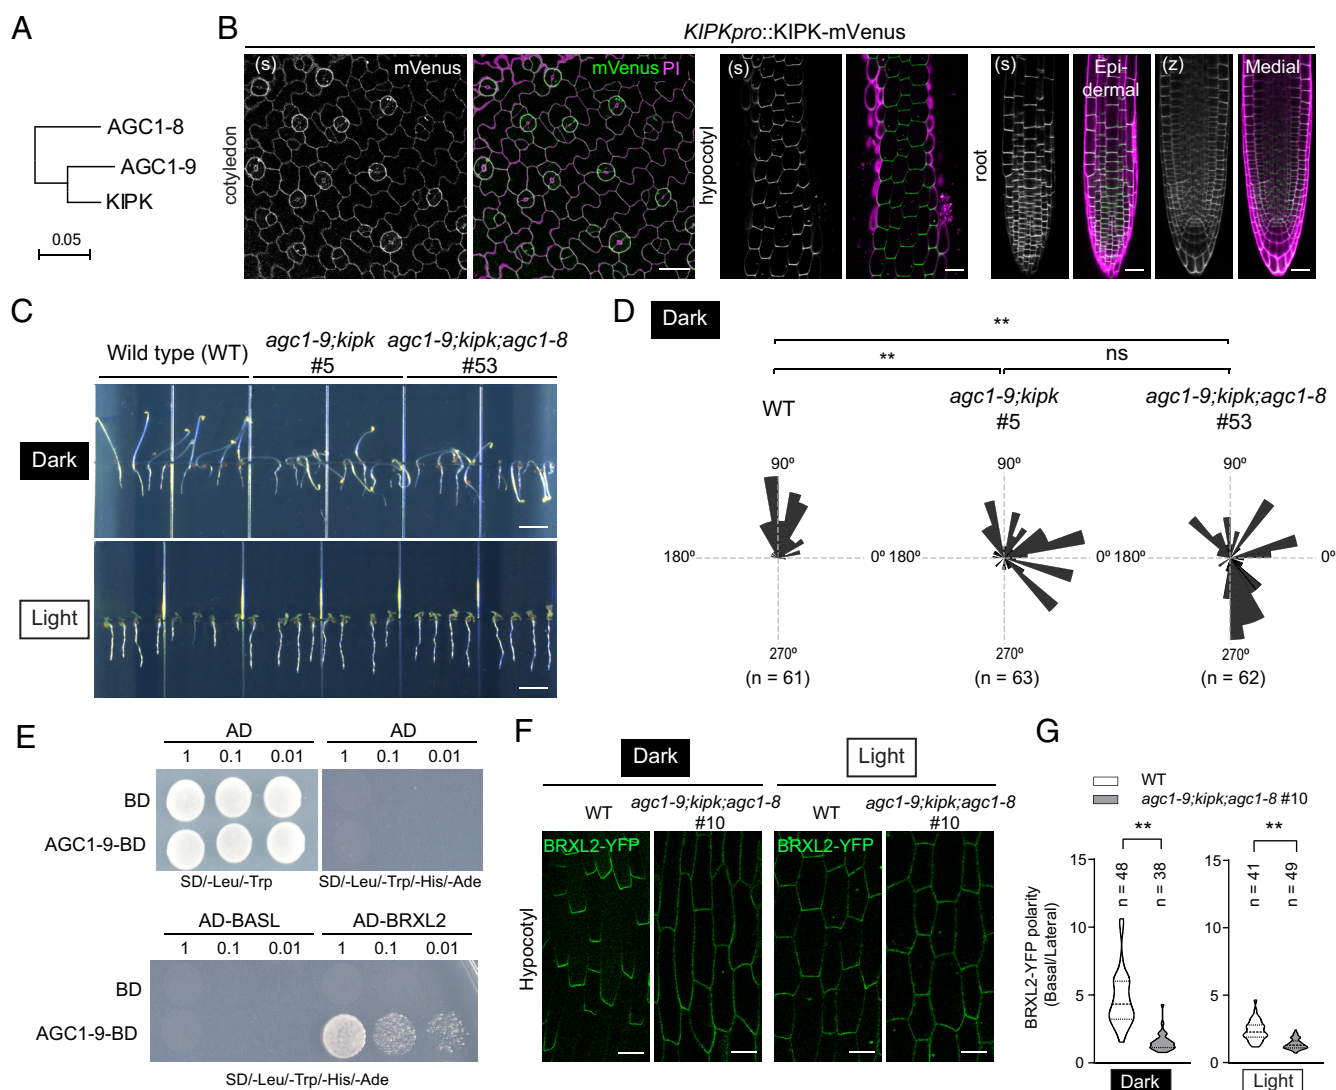 A
AGC1-8
AGC1-9
KIPK
0.05
B
KIPKpro::KIPK-mVenus
cotyledon
(s) mVenus
mVenus PI
hypocotyl
(s)
root
(s)
Epi-
dermal
(z)
Medial
C
Wild type (WT)
agc1-9;kipk
#5
agc1-9;kipk;agc1-8
#53
Dark
Light
D
Dark
**
** ns
WT
agc1-9;kipk
#5
agc1-9;kipk;agc1-8
#53
90º 90º 90º
180º 0º 180º 0º 180º 0º
270º 270º 270º
(n = 61) (n = 63) (n = 62)
E
AD AD
1 0.1 0.01 1 0.1 0.01
BD
AGC1-9-BD
SD/-Leu/-Trp SD/-Leu/-Trp/-His/-Ade
AD-BASL AD-BRXL2
1 0.1 0.01 1 0.1 0.01
BD
AGC1-9-BD
SD/-Leu/-Trp/-His/-Ade
F
Dark Light
WT
agc1-9;kipk;agc1-8
#10
WT
agc1-9;kipk;agc1-8
#10
BRXL2-YFP BRXL2-YFP
Hypocotyl
G
WT
agc1-9;kipk;agc1-8 #10
** **
BRXL2-YFP polarity
(Basal/Lateral)
15
10
5
0
n = 48
n = 38
Dark
15
10
5
0
n = 41
n = 49
Light